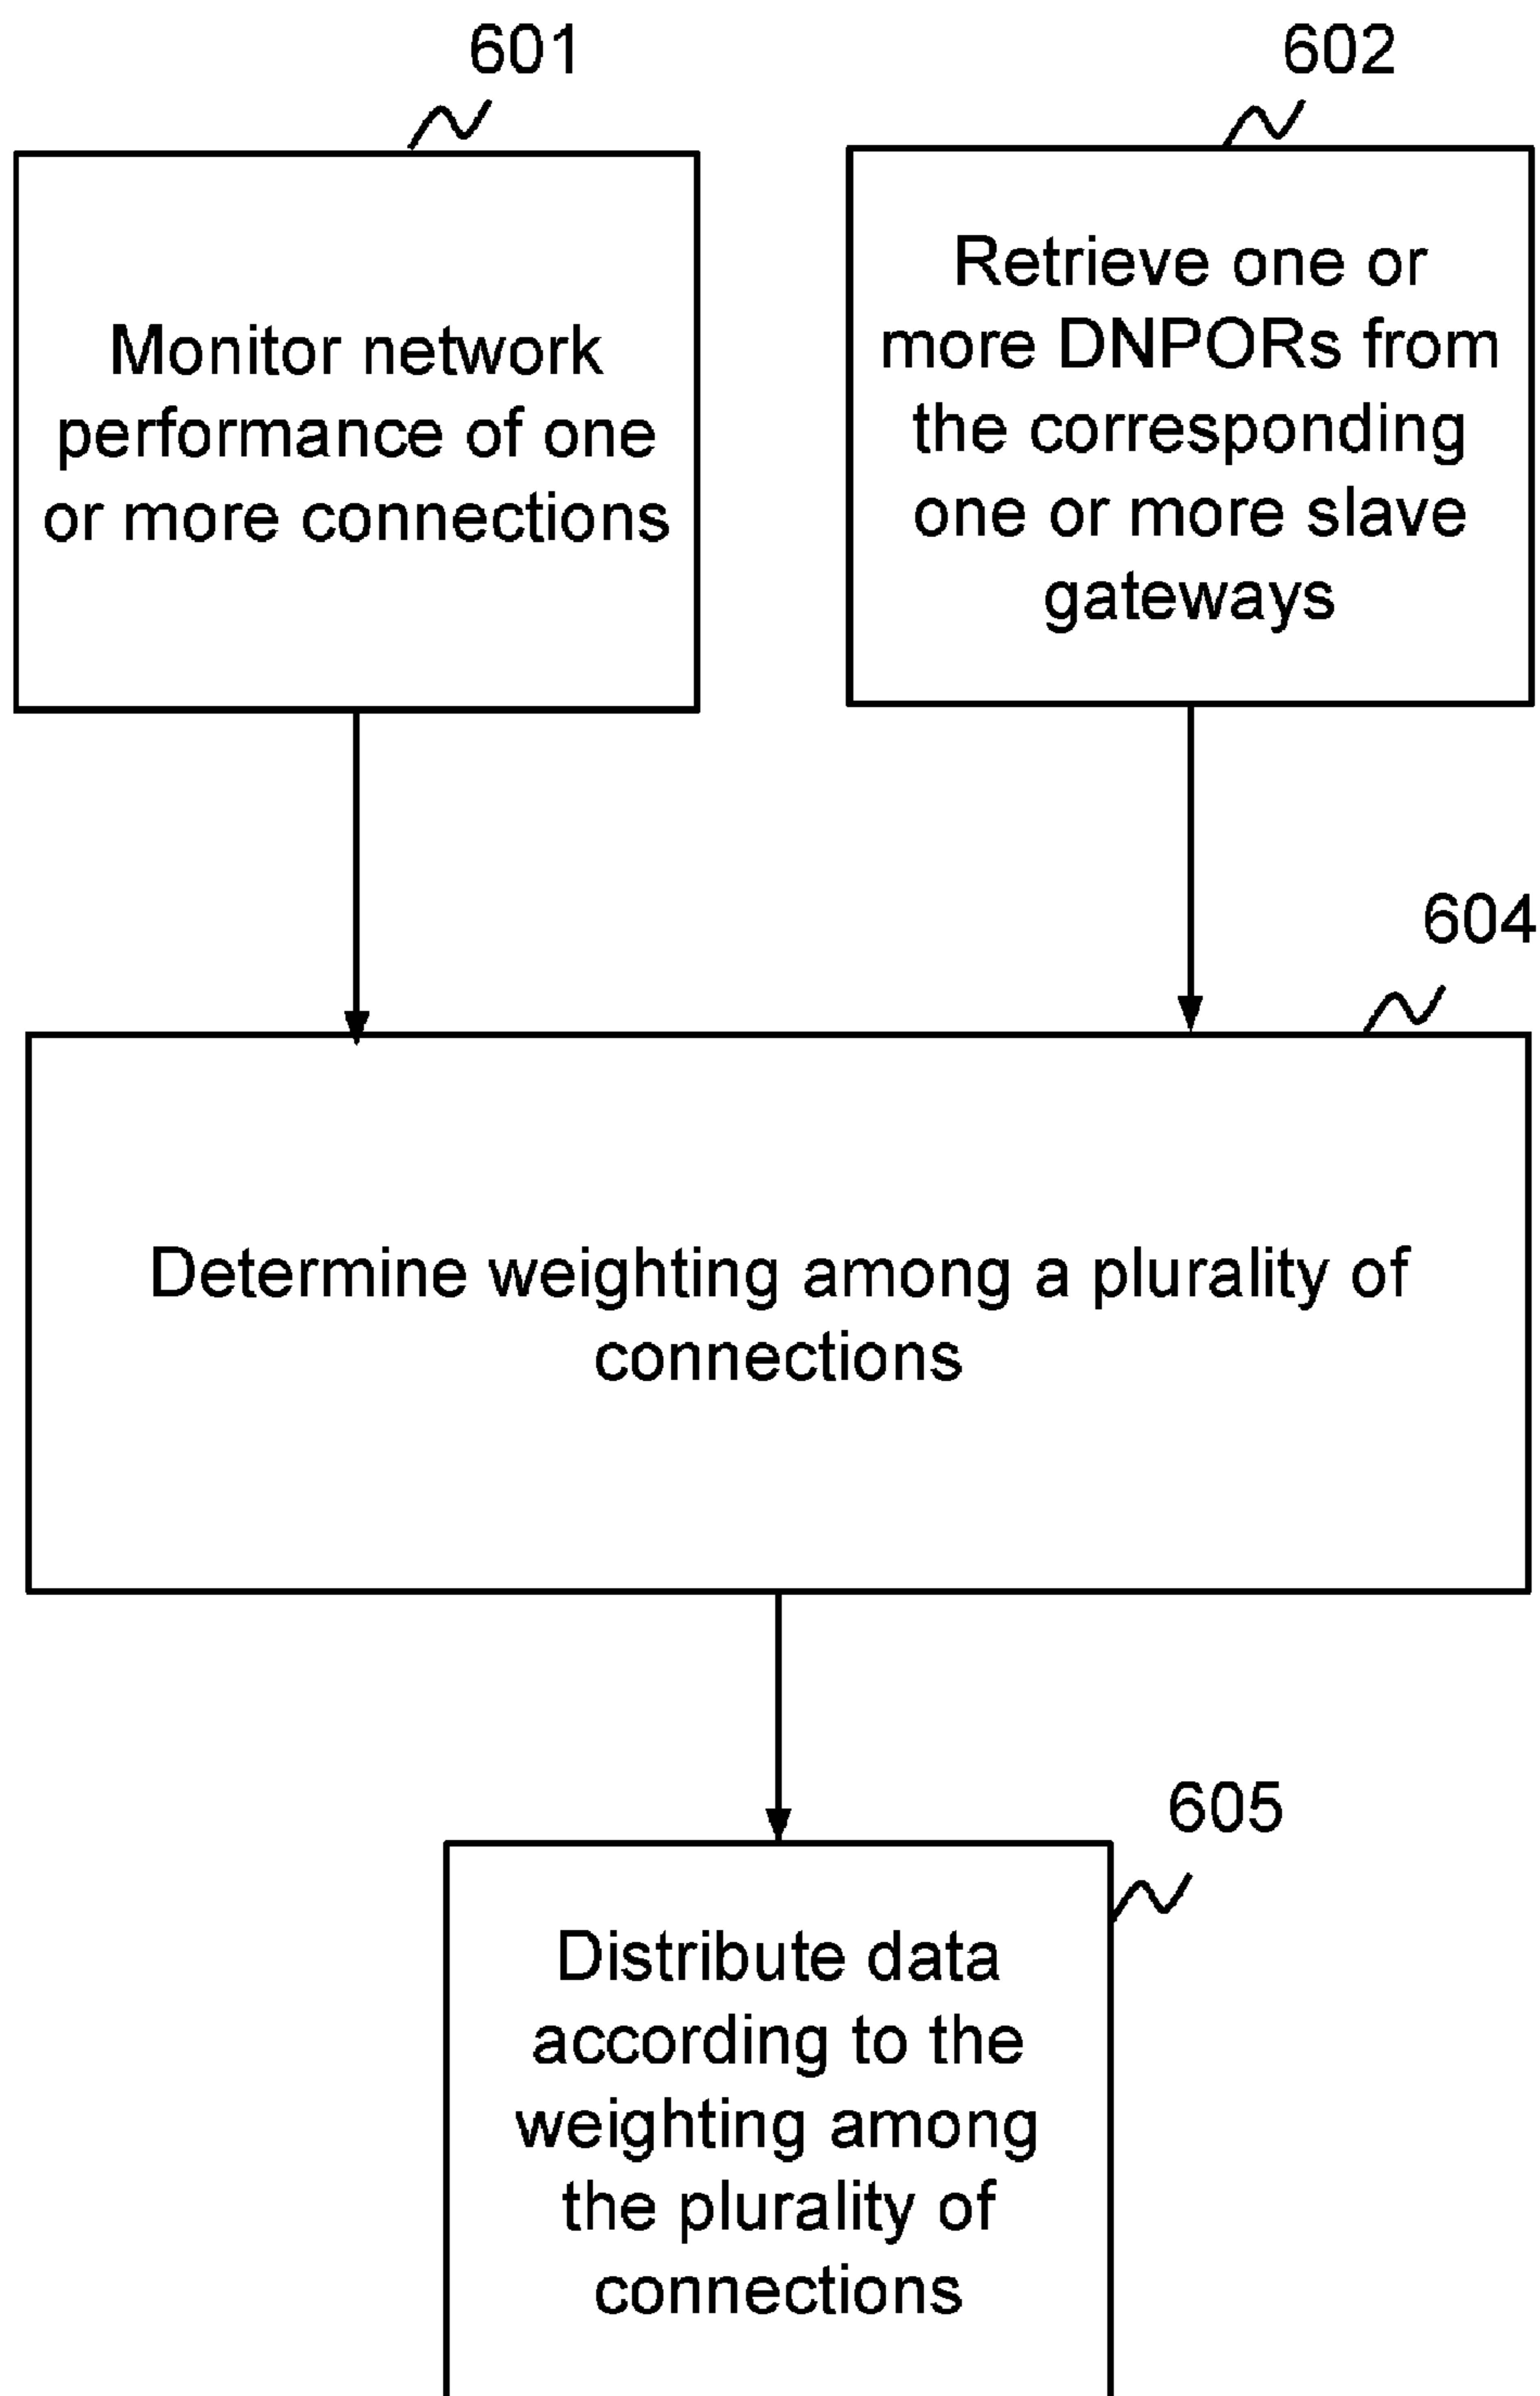 601
Monitor network
performance of one
or more connections
602
Retrieve one or
more DNPORs from
the corresponding
one or more slave
gateways
604
Determine weighting among a plurality of
connections
605
Distribute data
according to the
weighting among
the plurality of
connections